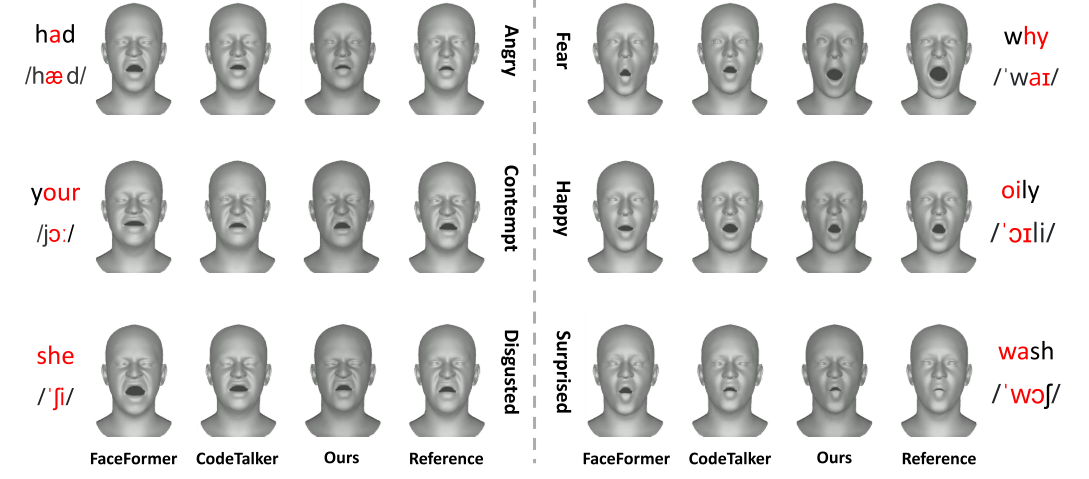 had
/hæd/
Angry
Fear
why
/ˈwaɪ/
your
/jɔː/
Contempt
Happy
oily
/ˈɔɪli/
she
/ˈʃi/
Disgusted
Surprised
wash
/ˈwɔʃ/
FaceFormer CodeTalker Ours Reference
FaceFormer CodeTalker Ours Reference